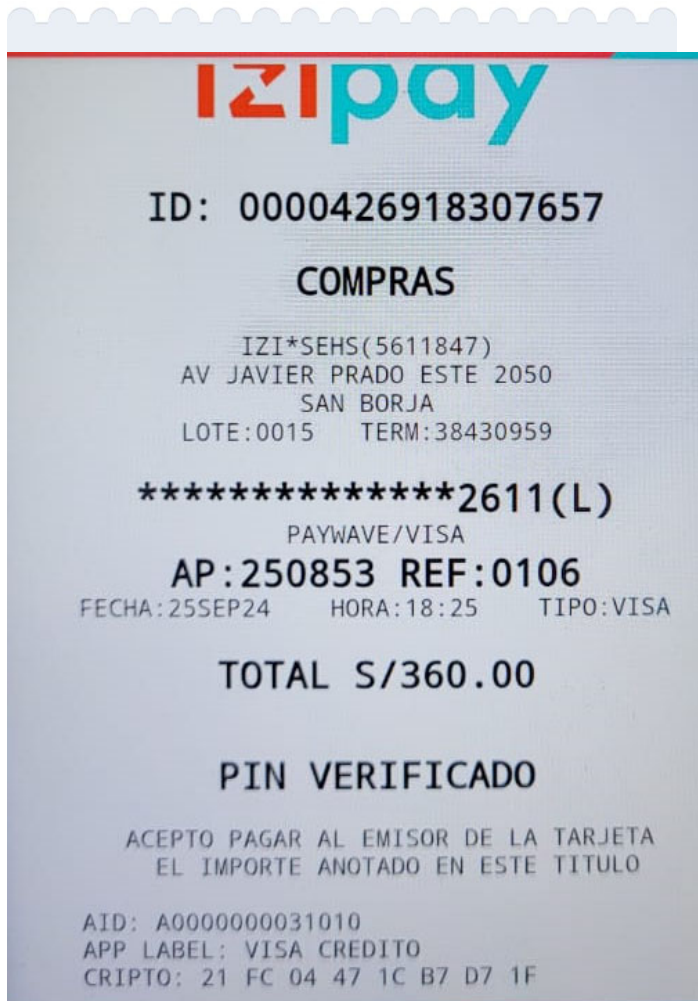 izipay
ID: 0000426918307657
COMPRAS
IZI*SEHS(5611847)
AV JAVIER PRADO ESTE 2050
SAN BORJA
LOTE:0015 TERM:38430959
**************2611(L)
PAYWAVE/VISA
AP:250853 REF:0106
FECHA:25SEP24 HORA:18:25 TIPO:VISA
TOTAL S/360.00
PIN VERIFICADO
ACEPTO PAGAR AL EMISOR DE LA TARJETA
EL IMPORTE ANOTADO EN ESTE TITULO
AID: A0000000031010
APP LABEL: VISA CREDITO
CRIPTO: 21 FC 04 47 1C B7 D7 1F